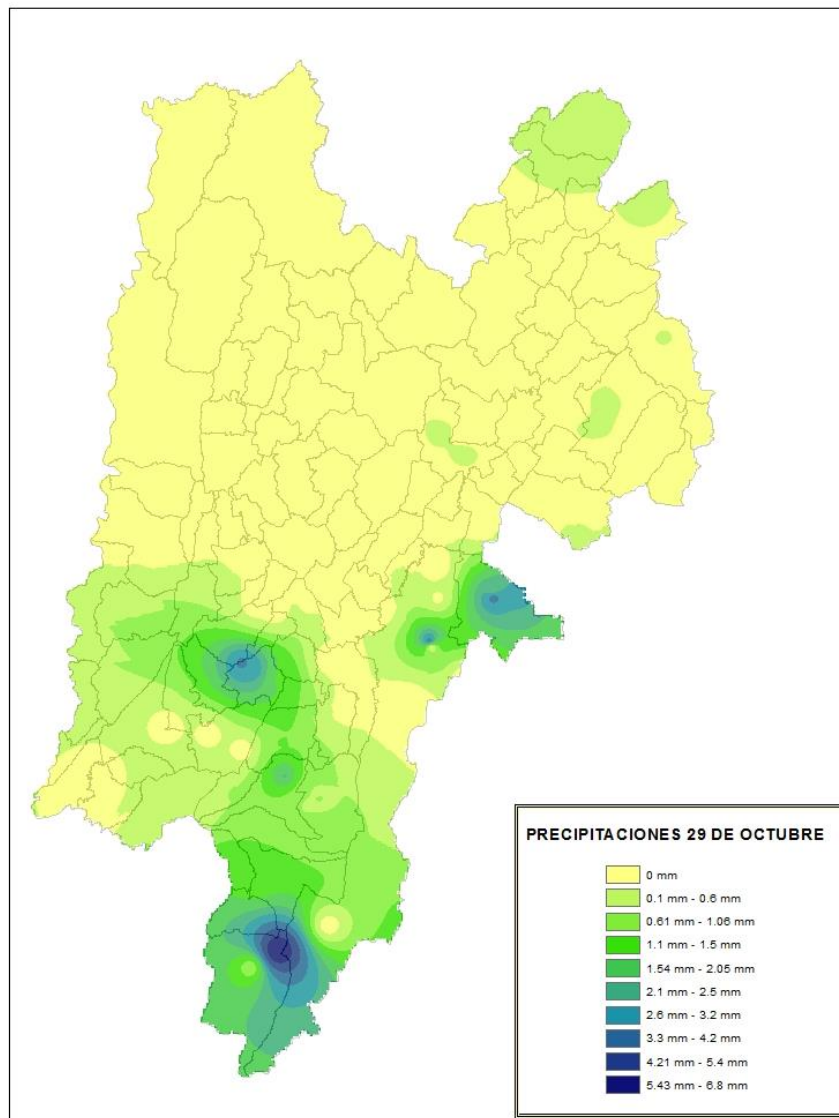 PRECIPITACIONES 29 DE OCTUBRE
0 mm
0.1 mm - 0.6 mm
0.61 mm - 1.06 mm
1.1 mm - 1.5 mm
1.54 mm - 2.05 mm
2.1 mm - 2.5 mm
2.6 mm - 3.2 mm
3.3 mm - 4.2 mm
4.21 mm - 5.4 mm
5.43 mm - 6.8 mm